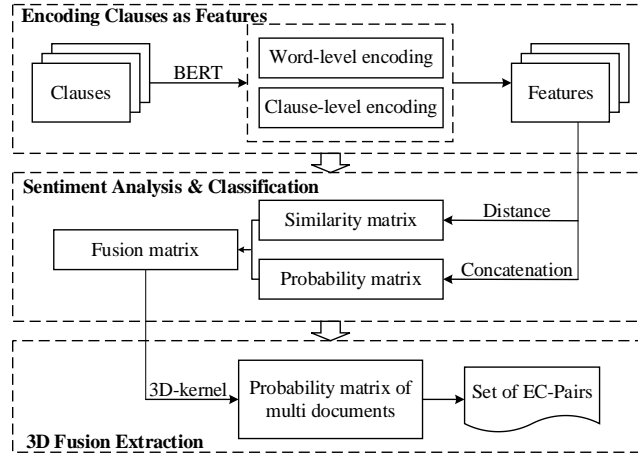 Encoding Clauses as Features
Clauses
BERT
Word-level encoding
Clause-level encoding
Features
Sentiment Analysis & Classification
Similarity matrix
Distance
Fusion matrix
Probability matrix
Concatenation
3D-kernel
Probability matrix of
multi documents
Set of EC-Pairs
3D Fusion Extraction